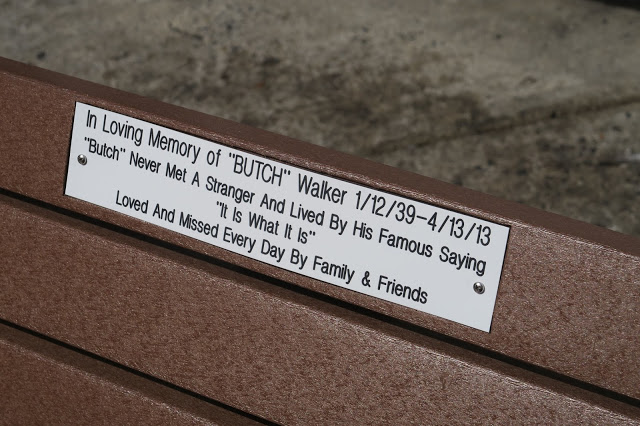 In Loving Memory of "BUTCH" Walker 1/12/39-4/13/13
"Butch" Never Met A Stranger And Lived By His Famous Saying
"It Is What It Is"
Loved And Missed Every Day By Family & Friends